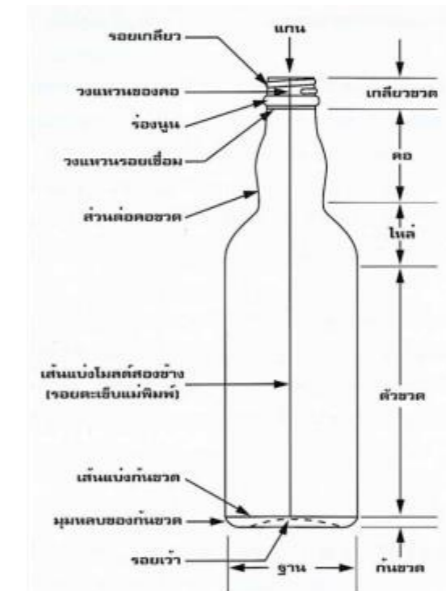 รอยเกลียว
แกน
วงแหวนของคอ
เกลียวขวด
ร่องนูน
วงแหวนรอยเชื่อม
คอ
ส่วนต่อคอขวด
ไหล่
เส้นแบ่งโมลด์สองข้าง
(รอยตะเข็บแม่พิมพ์)
ตัวขวด
เส้นแบ่งก้นขวด
มุมหลบของก้นขวด
รอยเว้า
ฐาน
ก้นขวด